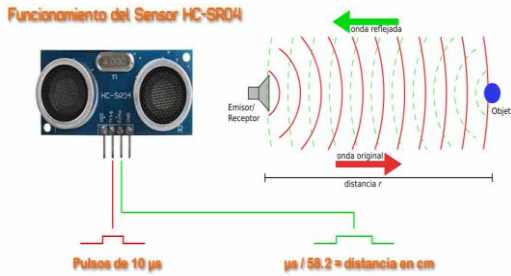 Funcionamiento del Sensor HC-SR04
onda reflejada
4.000
T1
HC-SR04
Emisor/
Receptor
Objet
onda original
distancia r
Pulsos de 10 µs
µs / 58.2 = distancia en cm